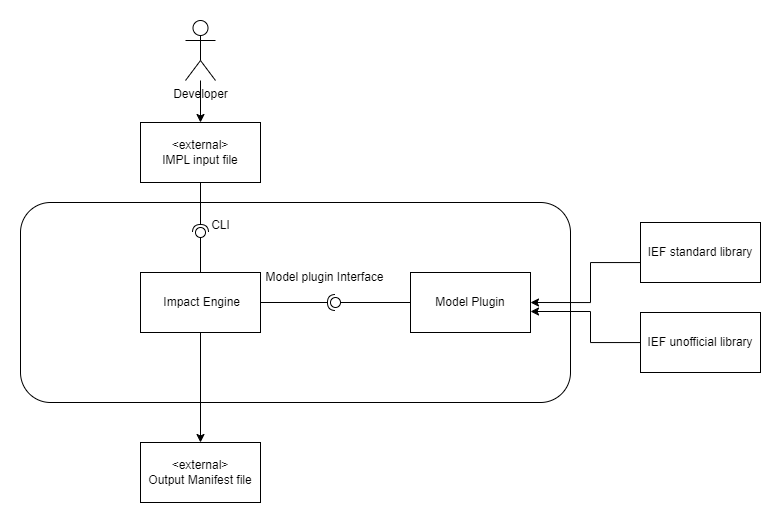 Developer
<external>
IMPL input file
CLI
Model plugin Interface
Impact Engine
Model Plugin
IEF standard library
IEF unofficial library
<external>
Output Manifest file